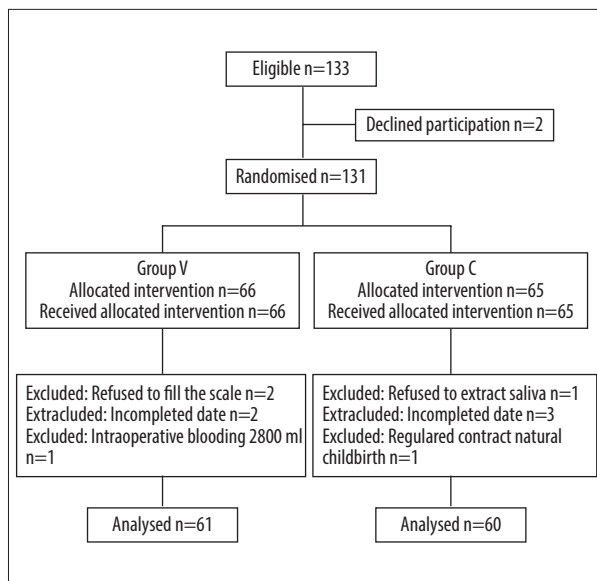 Eligible n=133
Declined participation n=2
Randomised n=131
Group V
Allocated intervention n=66
Received allocated intervention n=66
Group C
Allocated intervention n=65
Received allocated intervention n=65
Excluded: Refused to fill the scale n=2
Extracluded: Incompleted date n=2
Excluded: Intraoperative blooding 2800 ml
n=1
Excluded: Refused to extract saliva n=1
Extracluded: Incompleted date n=3
Excluded: Regulared contract natural
childbirth n=1
Analysed n=61
Analysed n=60